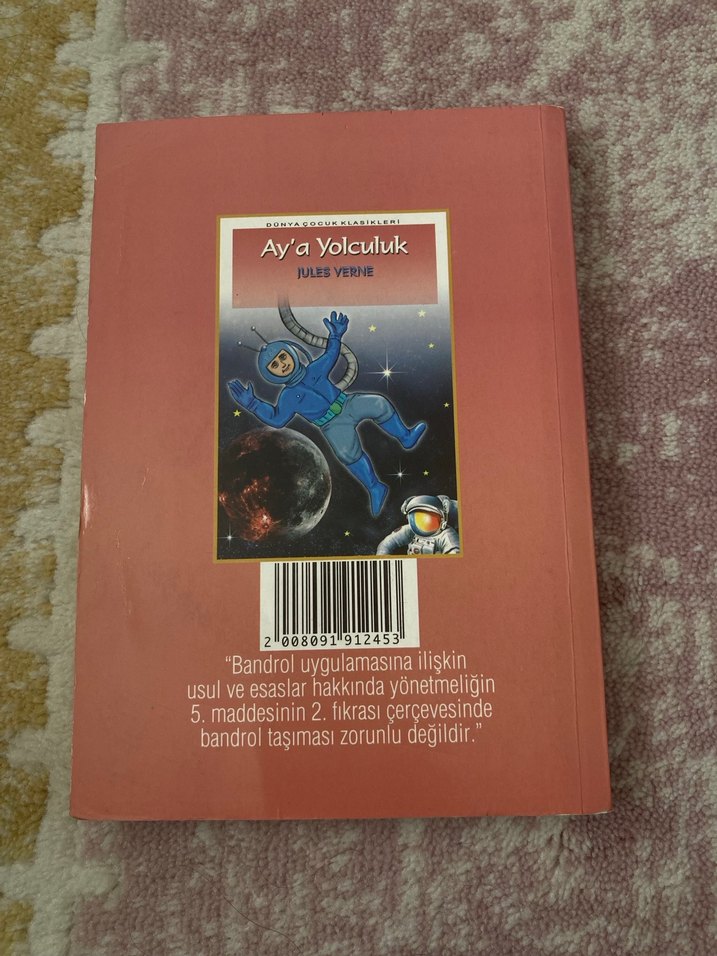 DÜNYA ÇOCUK KLASİKLERİ
Ay'a Yolculuk
JULES VERNE
2 008091 912453
“Bandrol uygulamasına ilişkin
usul ve esaslar hakkında yönetmeliğin
5. maddesinin 2. fıkrası çerçevesinde
bandrol taşıması zorunlu değildir.”